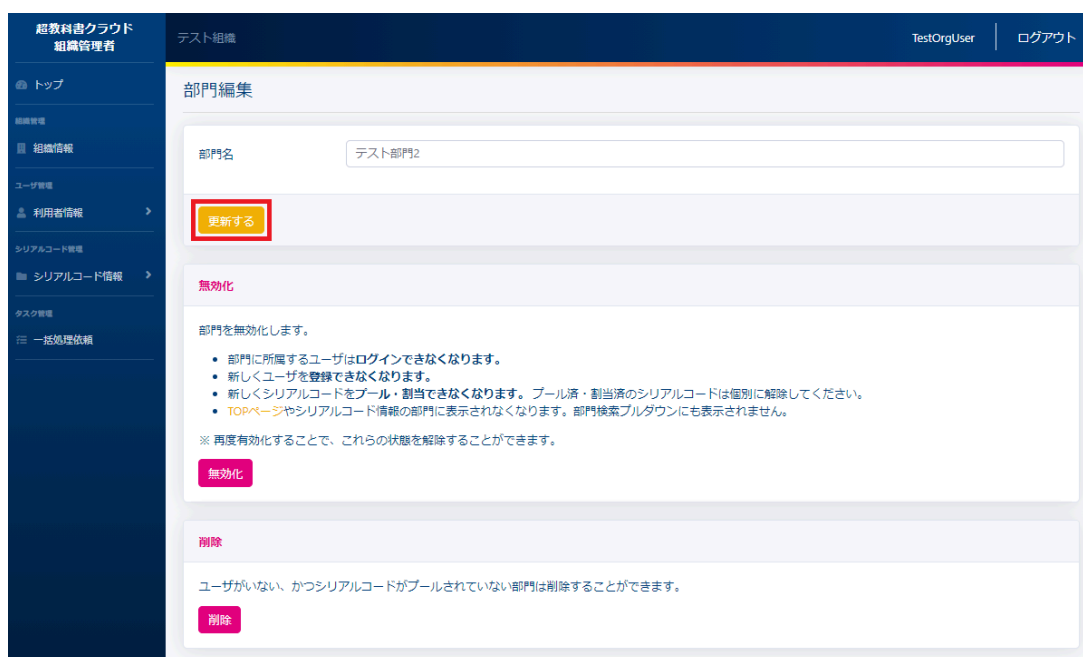 超教科書クラウド
組織管理者
テスト組織
TestOrgUser
ログアウト
トップ
組織管理
組織情報
ユーザ管理
利用者情報
シリアルコード管理
シリアルコード情報
タスク管理
一括処理依頼
部門編集
部門名
テスト部門2
更新する
無効化
部門を無効化します。
• 部門に所属するユーザはログインできなくなります。
• 新しくユーザを登録できなくなります。
• 新しくシリアルコードをプール・割当できなくなります。プール済・割当済のシリアルコードは個別に解除してください。
• TOPページやシリアルコード情報の部門に表示されなくなります。部門検索プルダウンにも表示されません。
※ 再度有効化することで、これらの状態を解除することができます。
無効化
削除
ユーザがいない、かつシリアルコードがプールされていない部門は削除することができます。
削除